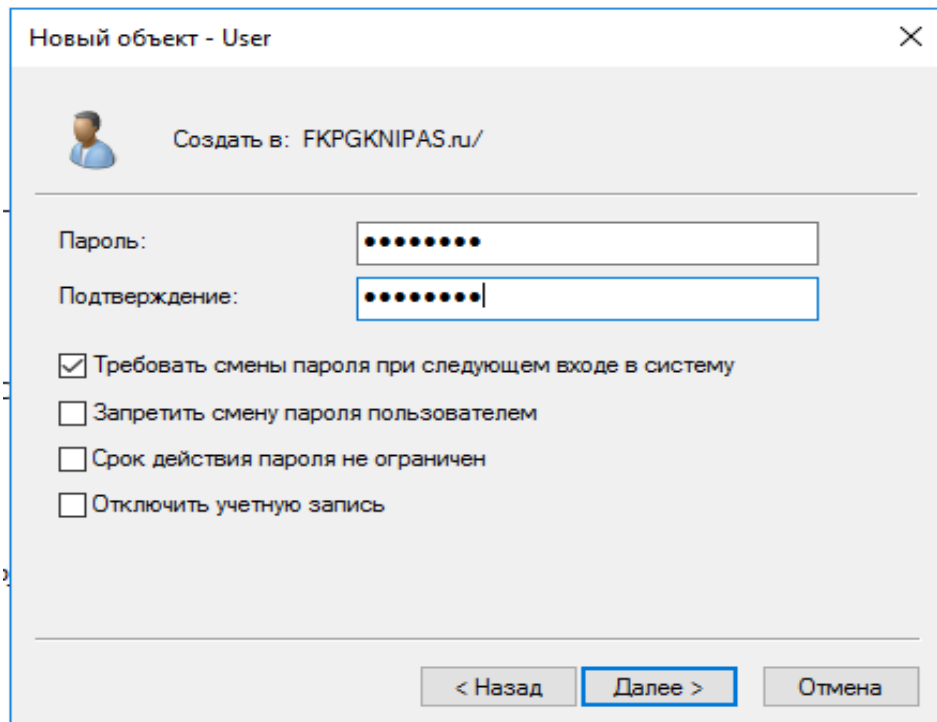 Новый объект - User
Создать в: FKPGKNIPAS.ru/
Пароль: ●●●●●●●●
Подтверждение: ●●●●●●●●
Требовать смены пароля при следующем входе в систему
Запретить смену пароля пользователем
Срок действия пароля не ограничен
Отключить учетную запись
< Назад Далее > Отмена